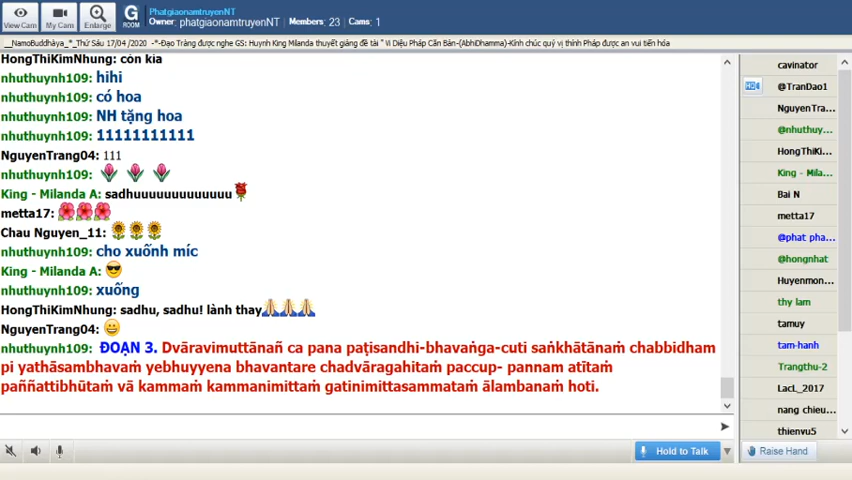 View Cam
My Cam
Enlarge
G
ROOM
PhatgiaonamtruyenNT
Owner: phatgiaonamtruyenNT Members: 23 Cams: 1
__NamoBuddhàya_*_Thứ Sáu 17/04 /2020 -*-Đạo Tràng được nghe GS: Huynh King Milanda thuyết giảng đề tài " Vi Diệu Pháp Căn Bản-(AbhiDhamma)-Kính chúc quý vị thính Pháp được an vui tiến hóa
HongThiKimNhung: còn kia
nhuthuynh109: hihi
nhuthuynh109: có hoa
nhuthuynh109: NH tặng hoa
nhuthuynh109: 11111111111
NguyenTrang04: 111
nhuthuynh109:
King - Milanda A: sadhuuuuuuuuuuuuu
metta17:
Chau Nguyen_11:
nhuthuynh109: cho xuốnh míc
King - Milanda A:
nhuthuynh109: xuống
HongThiKimNhung: sadhu, sadhu! lành thay
NguyenTrang04:
nhuthuynh109: ĐOẠN 3. Dvāravimuttānañ ca pana paṭisandhi-bhavaṅga-cuti saṅkhātānaṁ chabbidham
pi yathāsambhavaṁ yebhuyyena bhavantare chadvāragahitaṁ paccup- pannam atītaṁ
paññattibhūtaṁ vā kammaṁ kammanimittaṁ gatinimittasammataṁ ālambanaṁ hoti.
Hold to Talk
cavinator
@TranDao1
NguyenTra...
@nhuthuy...
HongThiKi...
King - Mila...
Bai N
metta17
@phat pha...
@hongnhat
Huyenmon...
thy lam
tamuy
tam-hanh
Trangthu-2
LacL_2017
nang chieu...
thienvu5
Raise Hand